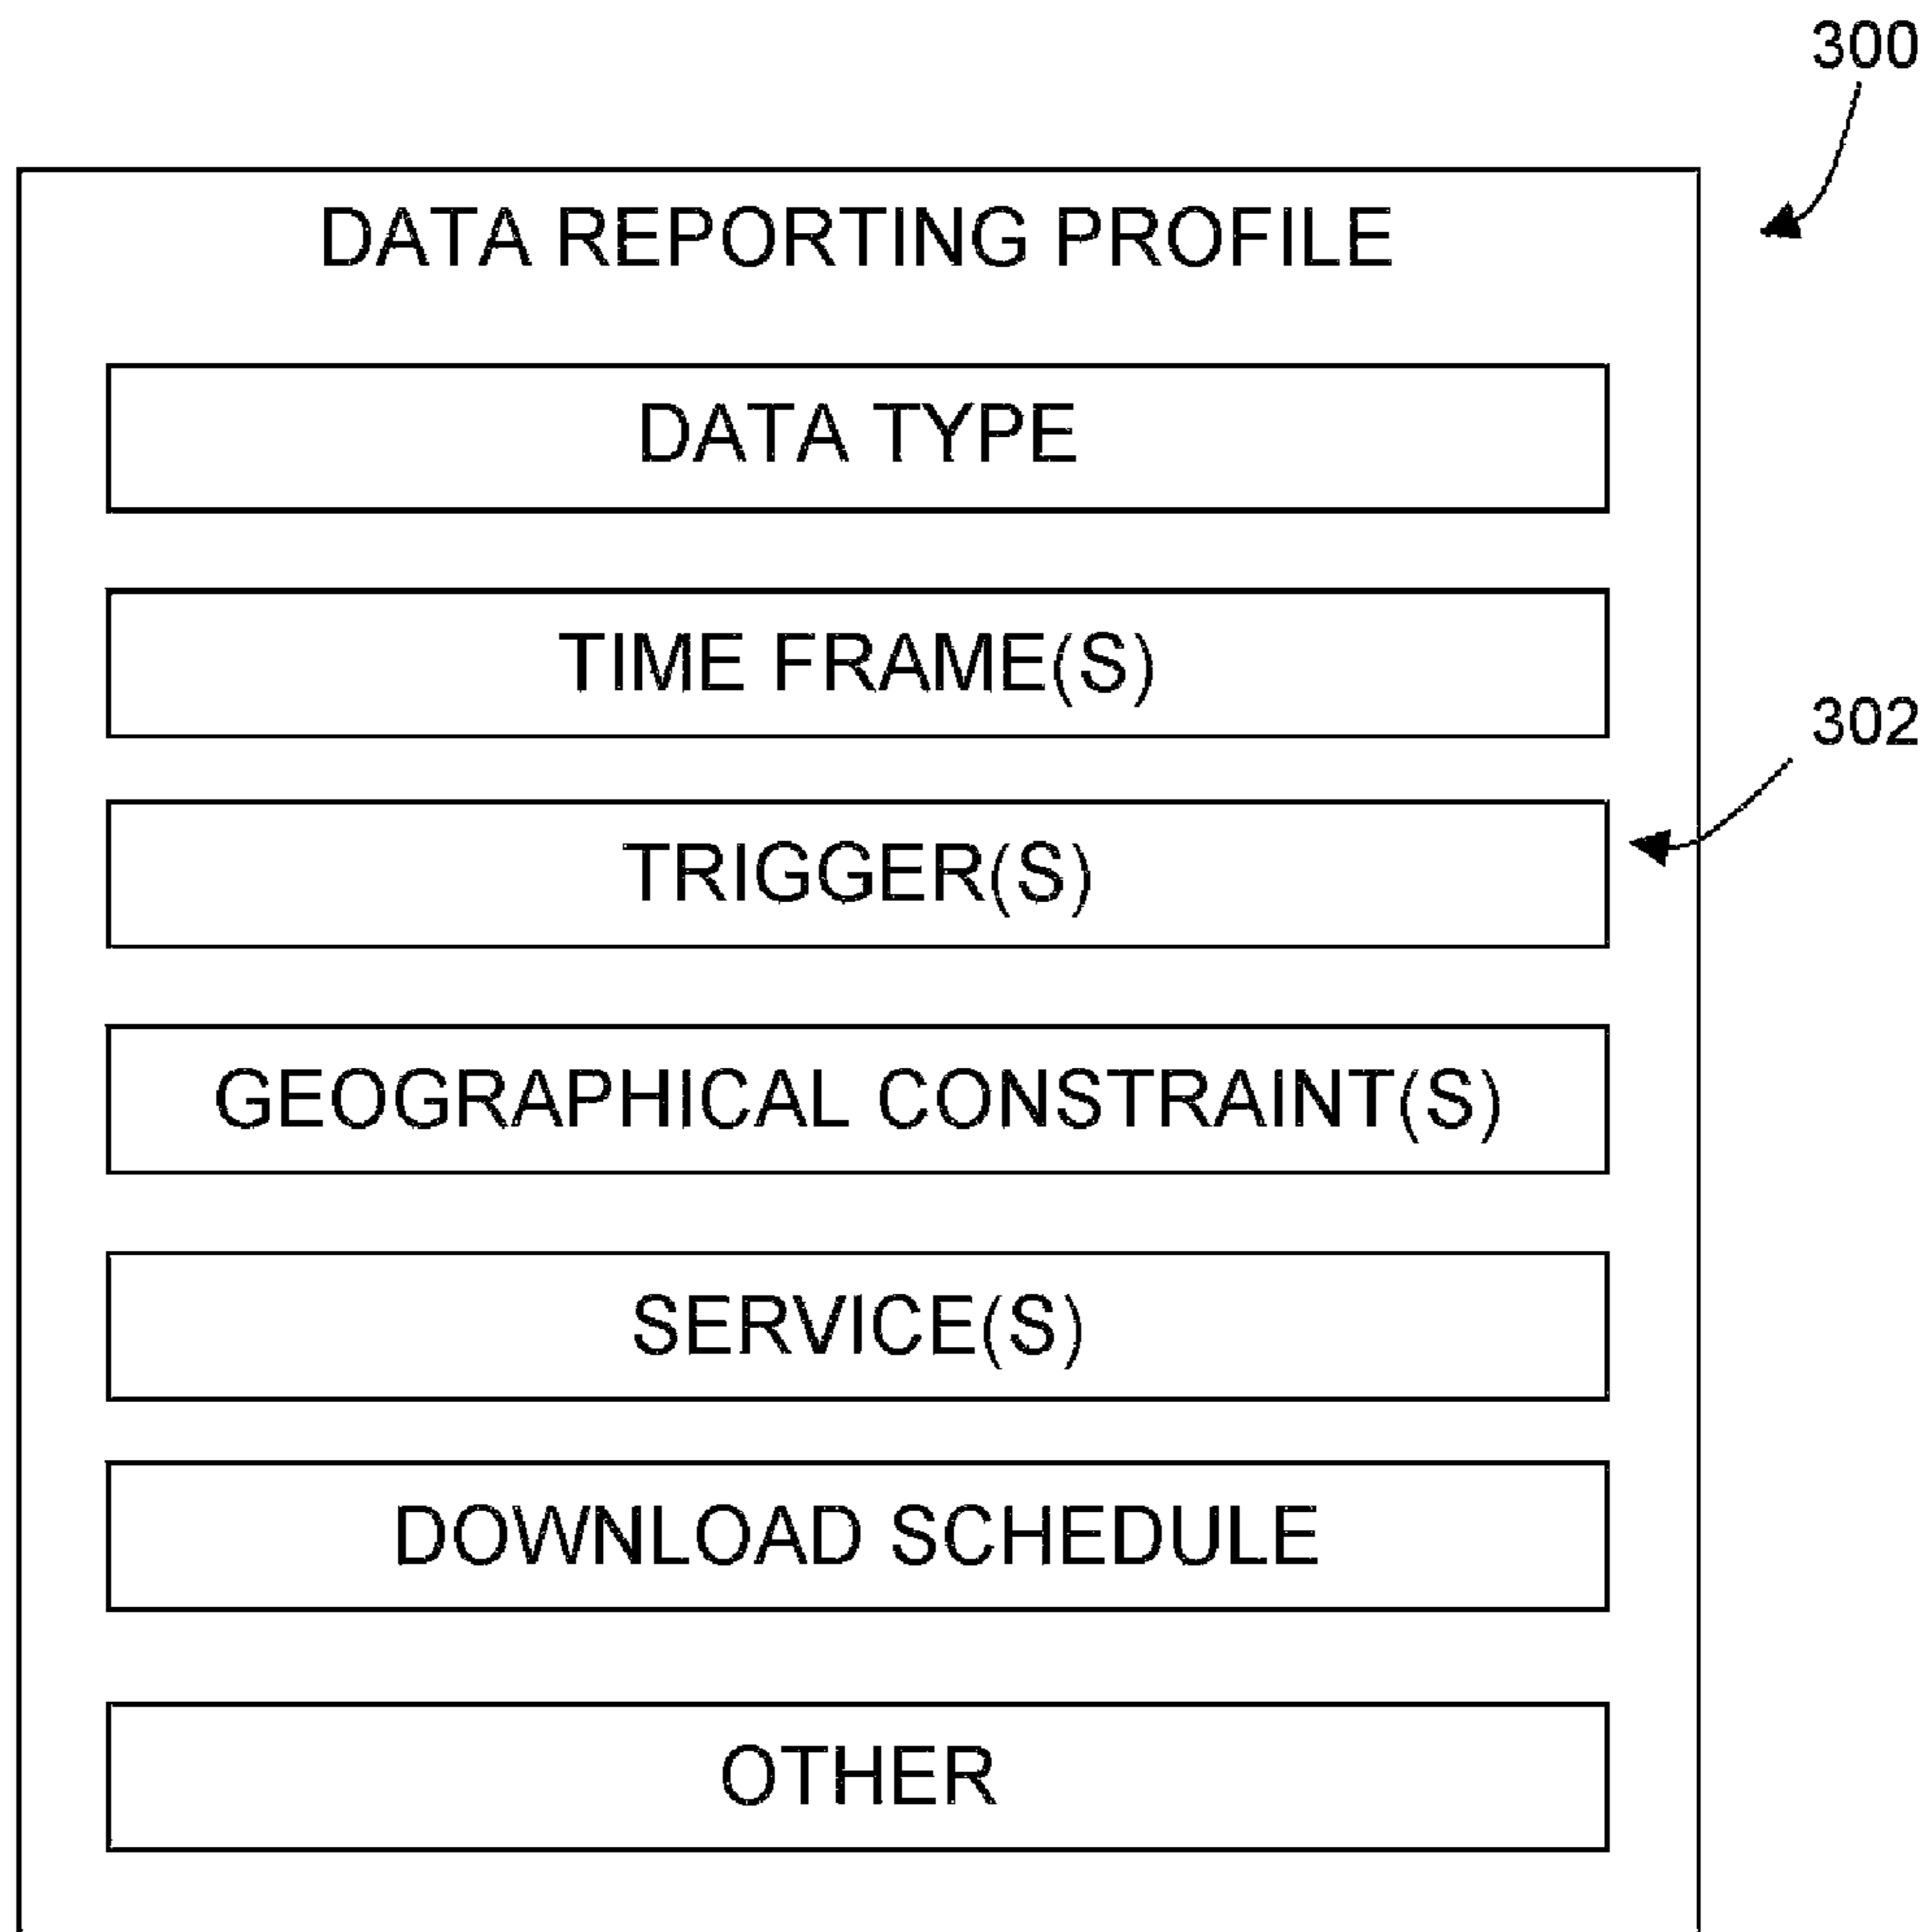 300
DATA REPORTING PROFILE
DATA TYPE
TIME FRAME(S)
302
TRIGGER(S)
GEOGRAPHICAL CONSTRAINT(S)
SERVICE(S)
DOWNLOAD SCHEDULE
OTHER